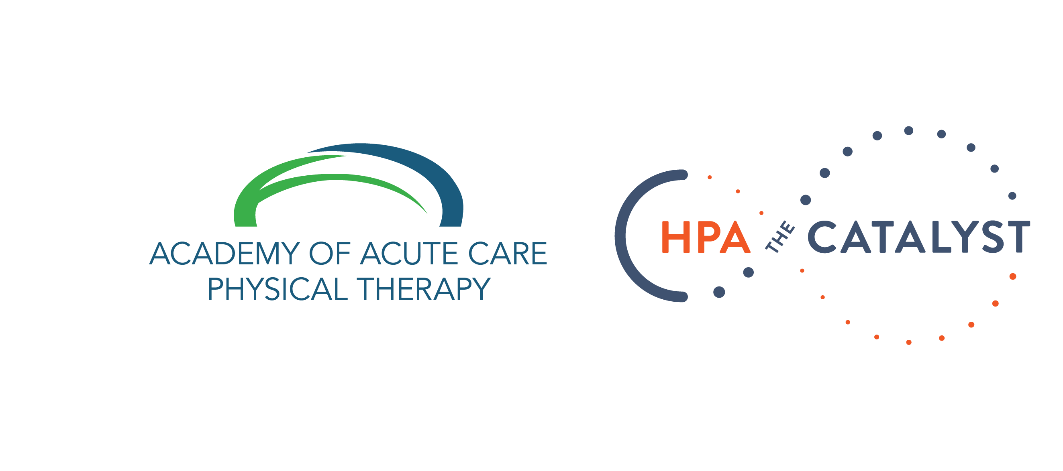 ACADEMY OF ACUTE CARE
PHYSICAL THERAPY
HPA THE CATALYST